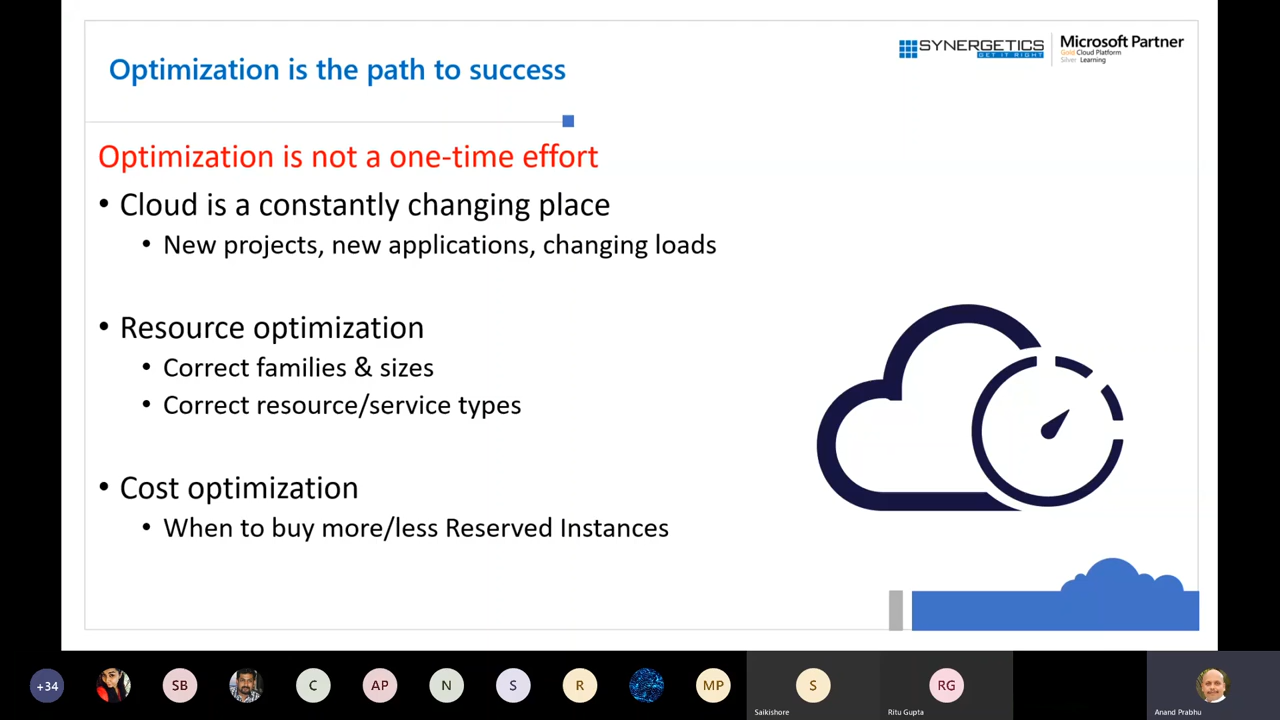 Optimization is the path to success
SYNERGETICS
GET IT RIGHT
Microsoft Partner
Gold Cloud Platform
Silver Learning
Optimization is not a one-time effort
• Cloud is a constantly changing place
• New projects, new applications, changing loads
• Resource optimization
• Correct families & sizes
• Correct resource/service types
• Cost optimization
• When to buy more/less Reserved Instances
+34
SB
C
AP
N
S
R
MP
S
Saikishore
RG
Ritu Gupta
Anand Prabhu